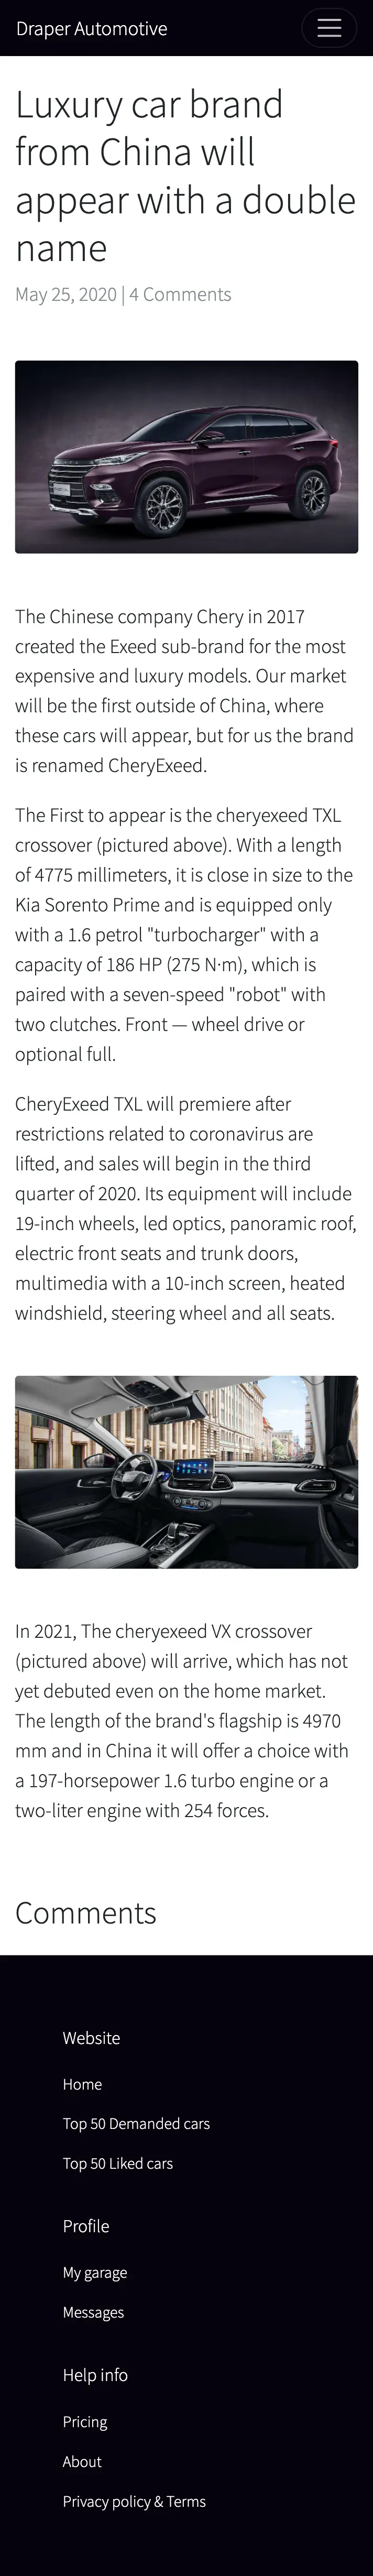 Draper Automotive
Luxury car brand
from China will
appear with a double
name
May 25, 2020 | 4 Comments
The Chinese company Chery in 2017
created the Exeed sub-brand for the most
expensive and luxury models. Our market
will be the first outside of China, where
these cars will appear, but for us the brand
is renamed CheryExeed.
The First to appear is the cheryexeed TXL
crossover (pictured above). With a length
of 4775 millimeters, it is close in size to the
Kia Sorento Prime and is equipped only
with a 1.6 petrol "turbocharger" with a
capacity of 186 HP (275 N·m), which is
paired with a seven-speed "robot" with
two clutches. Front — wheel drive or
optional full.
CheryExeed TXL will premiere after
restrictions related to coronavirus are
lifted, and sales will begin in the third
quarter of 2020. Its equipment will include
19-inch wheels, led optics, panoramic roof,
electric front seats and trunk doors,
multimedia with a 10-inch screen, heated
windshield, steering wheel and all seats.
In 2021, The cheryexeed VX crossover
(pictured above) will arrive, which has not
yet debuted even on the home market.
The length of the brand's flagship is 4970
mm and in China it will offer a choice with
a 197-horsepower 1.6 turbo engine or a
two-liter engine with 254 forces.
Comments
Website
Home
Top 50 Demanded cars
Top 50 Liked cars
Profile
My garage
Messages
Help info
Pricing
About
Privacy policy & Terms